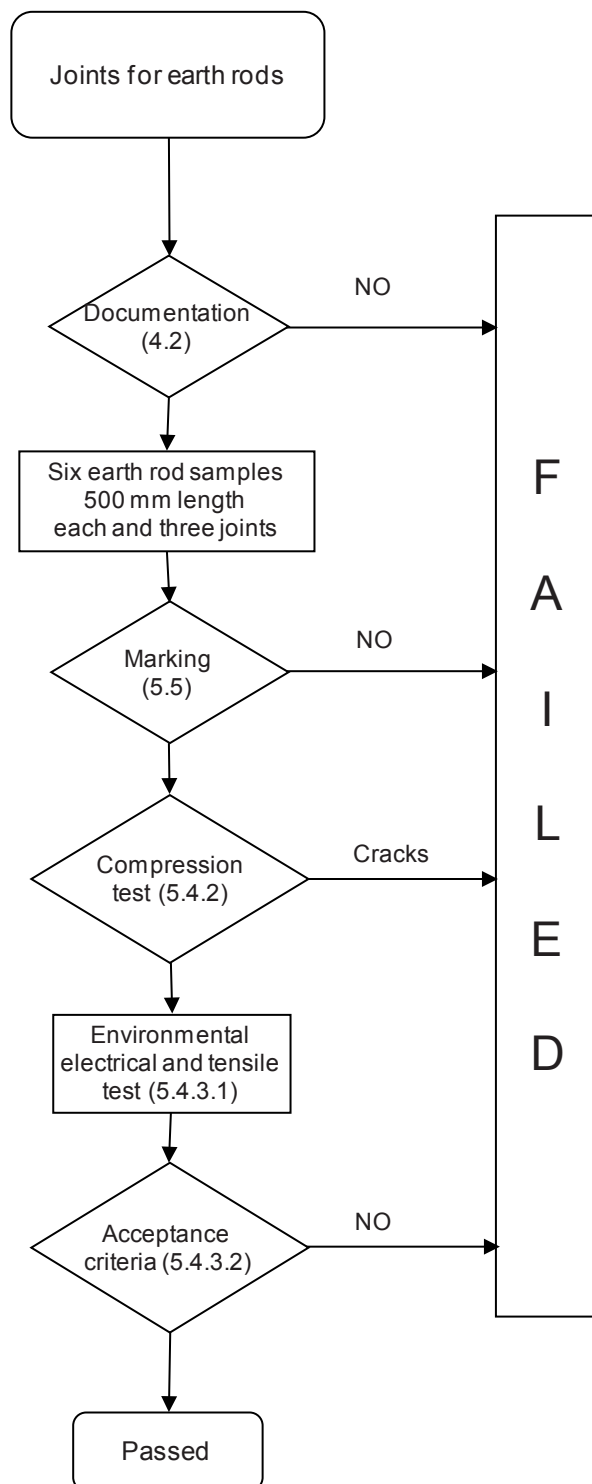 Joints for earth rods
Documentation
(4.2)
NO
Six earth rod samples
500 mm length
each and three joints
Marking
(5.5)
NO
Compression
test (5.4.2)
Cracks
Environmental
electrical and tensile
test (5.4.3.1)
Acceptance
criteria (5.4.3.2)
NO
Passed
F
A
I
L
E
D